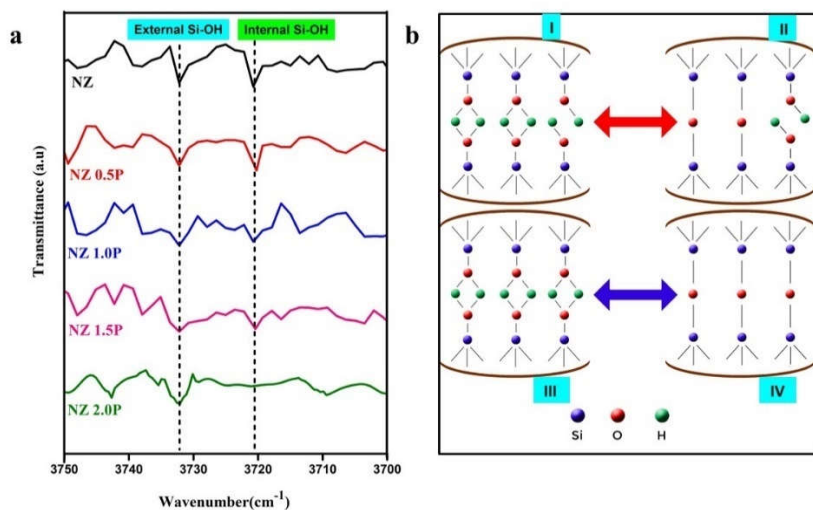 a
External Si-OH
Internal Si-OH
NZ
NZ 0.5P
NZ 1.0P
NZ 1.5P
NZ 2.0P
Transmittance (a.u)
3750 3740 3730 3720 3710 3700
Wavenumber(cm⁻¹)
b
I
II
III
IV
Si O H